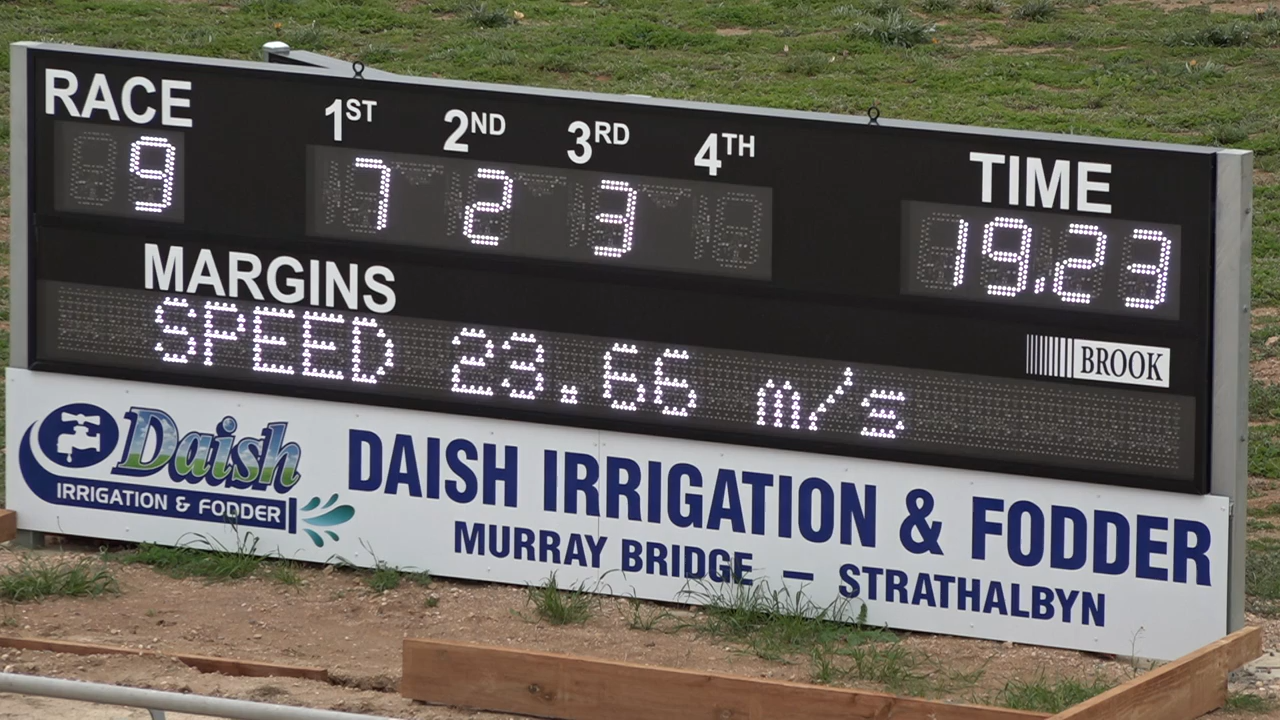 RACE 1ST 2ND 3RD 4TH TIME
9 7 2 3 19.23
MARGINS
SPEED 23.66 m/s
BROOK
Daish
IRRIGATION & FODDER
DAISH IRRIGATION & FODDER
MURRAY BRIDGE – STRATHALBYN